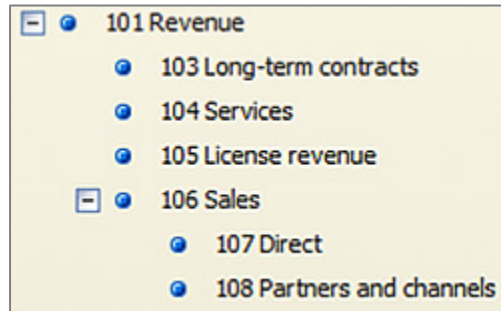 101 Revenue
103 Long-term contracts
104 Services
105 License revenue
106 Sales
107 Direct
108 Partners and channels